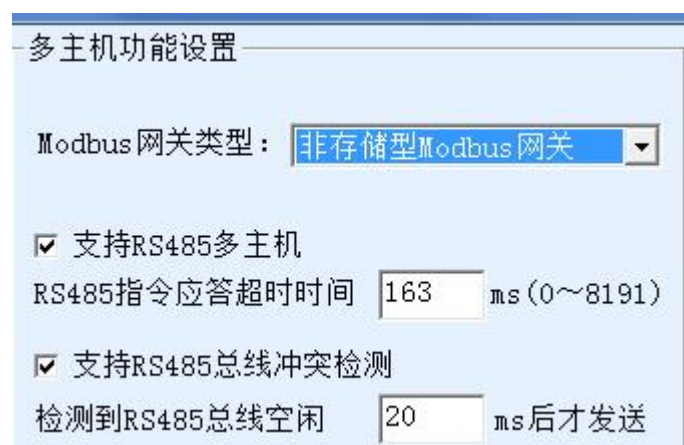 多主机功能设置
Modbus网关类型： 非存储型Modbus网关
支持RS485多主机
RS485指令应答超时时间 163 ms(0～8191)
支持RS485总线冲突检测
检测到RS485总线空闲 20 ms后才发送